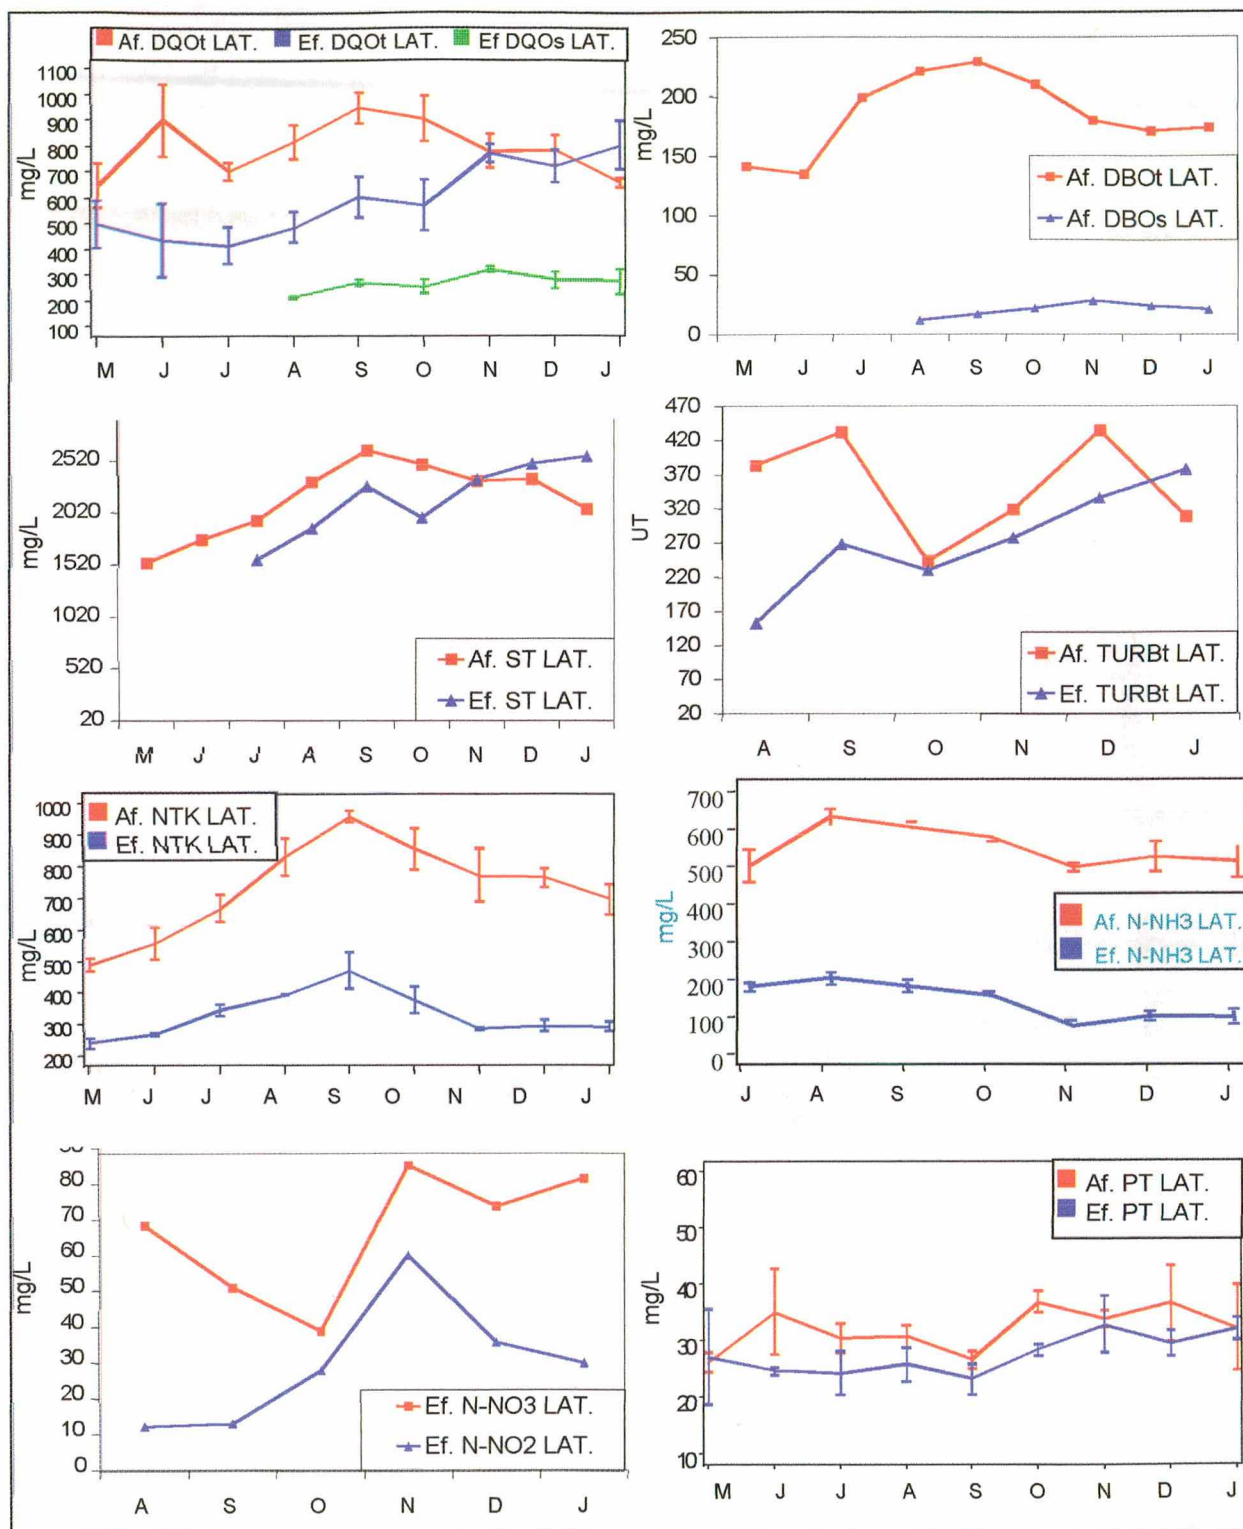 Af. DQOt LAT. Ef. DQOt LAT. Ef DQOs LAT.
1100
1000
900
800
700
600
500
400
300
200
100
mg/L
M J J A S O N D J
250
200
150
100
50
0
mg/L
Af. DBOt LAT.
Af. DBOs LAT.
M J J A S O N D J
2520
2020
1520
1020
520
20
mg/L
Af. ST LAT.
Ef. ST LAT.
M J J A S O N D J
470
420
370
320
270
220
170
120
70
20
UT
Af. TURBt LAT.
Ef. TURBt LAT.
A S O N D J
Af. NTK LAT.
Ef. NTK LAT.
1000
900
800
700
600
500
400
300
200
mg/L
M J J A S O N D J
700
600
500
400
300
200
100
0
mg/L
Af. N-NH3 LAT.
Ef. N-NH3 LAT.
J A S O N D J
80
70
60
50
40
30
20
10
0
mg/L
Ef. N-NO3 LAT.
Ef. N-NO2 LAT.
A S O N D J
Af. PT LAT.
Ef. PT LAT.
60
50
40
30
20
10
mg/L
M J J A S O N D J